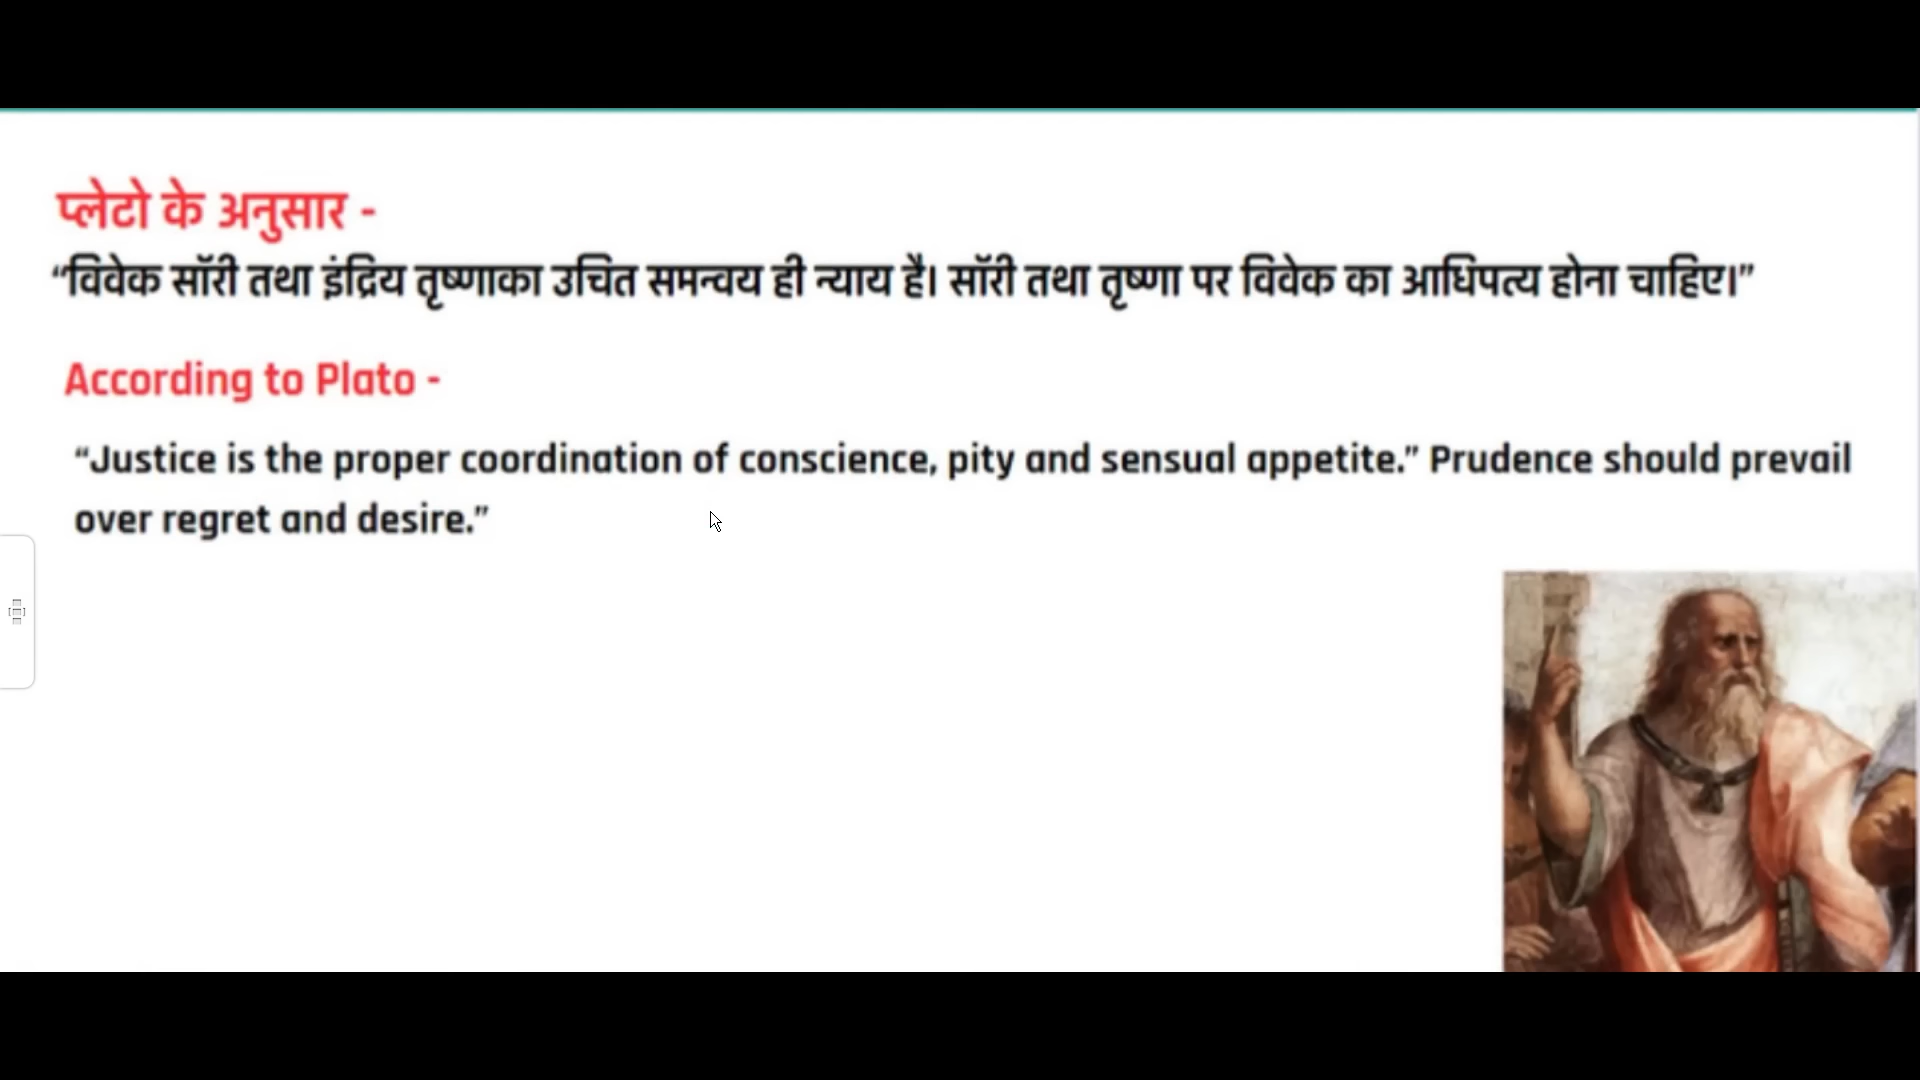 प्लेटो के अनुसार -
“विवेक सॉरी तथा इंद्रिय तृष्णाका उचित समन्वय ही न्याय है। सॉरी तथा तृष्णा पर विवेक का आधिपत्य होना चाहिए।”
According to Plato -
“Justice is the proper coordination of conscience, pity and sensual appetite.” Prudence should prevail
over regret and desire.”